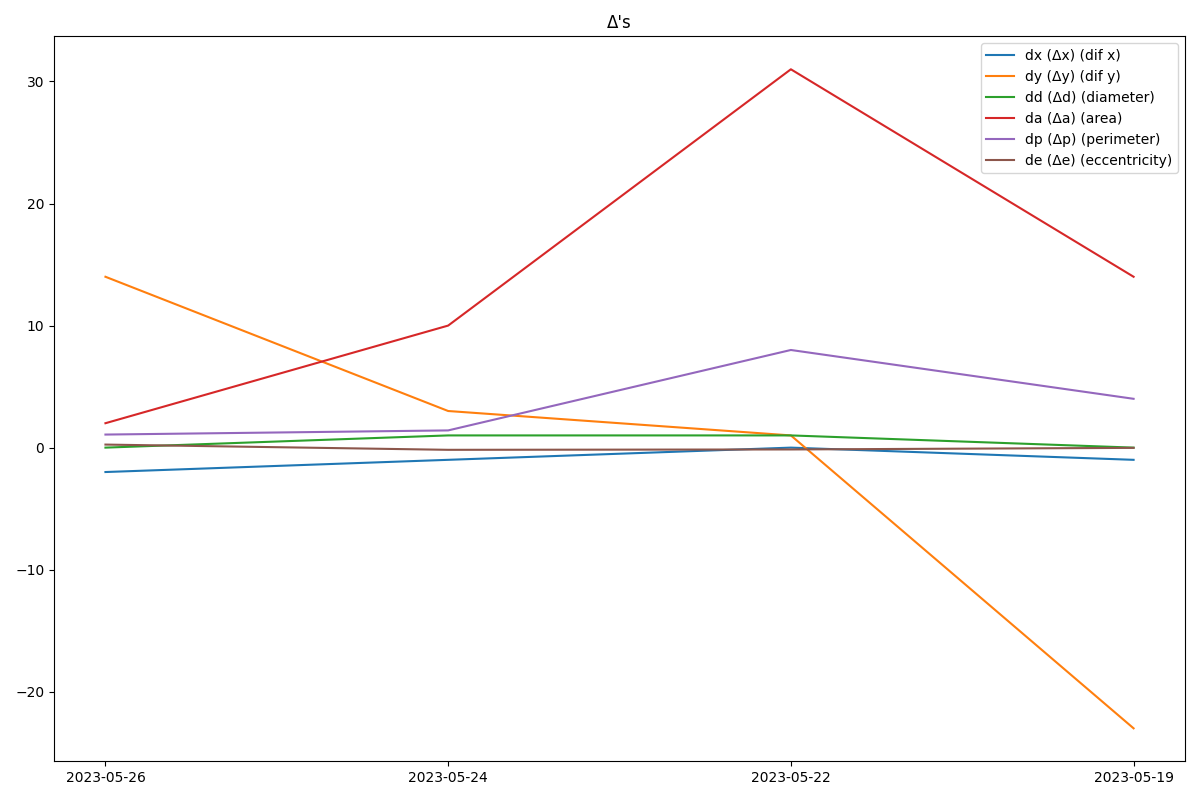 Δ's
dx (Δx) (dif x)
dy (Δy) (dif y)
dd (Δd) (diameter)
da (Δa) (area)
dp (Δp) (perimeter)
de (Δe) (eccentricity)
30
20
10
0
−10
−20
2023-05-26 2023-05-24 2023-05-22 2023-05-19